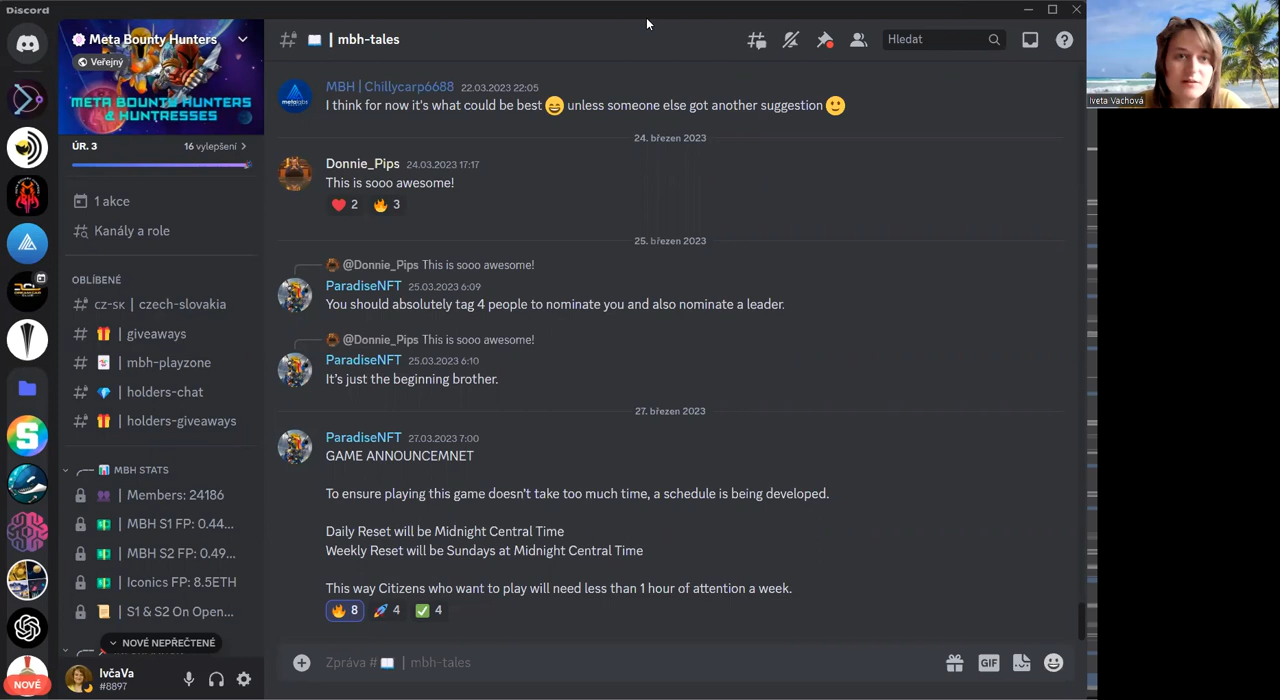 Discord
Meta Bounty Hunters
Veřejný
META BOUNTY HUNTERS
& HUNTRESSES
ÚR. 3
16 vylepšení
1 akce
Kanály a role
OBLÍBENÉ
CZ-SK | czech-slovakia
| giveaways
| mbh-playzone
| holders-chat
| holders-giveaways
MBH STATS
| Members: 24186
| MBH S1 FP: 0.44...
| MBH S2 FP: 0.49...
| Iconics FP: 8.5ETH
| S1 & S2 On Open...
NOVÉ NEPŘEČTENÉ
NOVÉ
IvčaVa
#8897
| mbh-tales
Hledat
MBH | Chillycarp6688 22.03.2023 22:05
I think for now it's what could be best 😄 unless someone else got another suggestion 🙂
24. březen 2023
Donnie_Pips 24.03.2023 17:17
This is sooo awesome!
❤️ 2 🔥 3
25. březen 2023
@Donnie_Pips This is sooo awesome!
ParadiseNFT 25.03.2023 6:09
You should absolutely tag 4 people to nominate you and also nominate a leader.
@Donnie_Pips This is sooo awesome!
ParadiseNFT 25.03.2023 6:10
It's just the beginning brother.
27. březen 2023
ParadiseNFT 27.03.2023 7:00
GAME ANNOUNCEMNET
To ensure playing this game doesn't take too much time, a schedule is being developed.
Daily Reset will be Midnight Central Time
Weekly Reset will be Sundays at Midnight Central Time
This way Citizens who want to play will need less than 1 hour of attention a week.
🔥 8 🚀 4 ✅ 4
Zpráva # | mbh-tales
GIF
Iveta Vachová